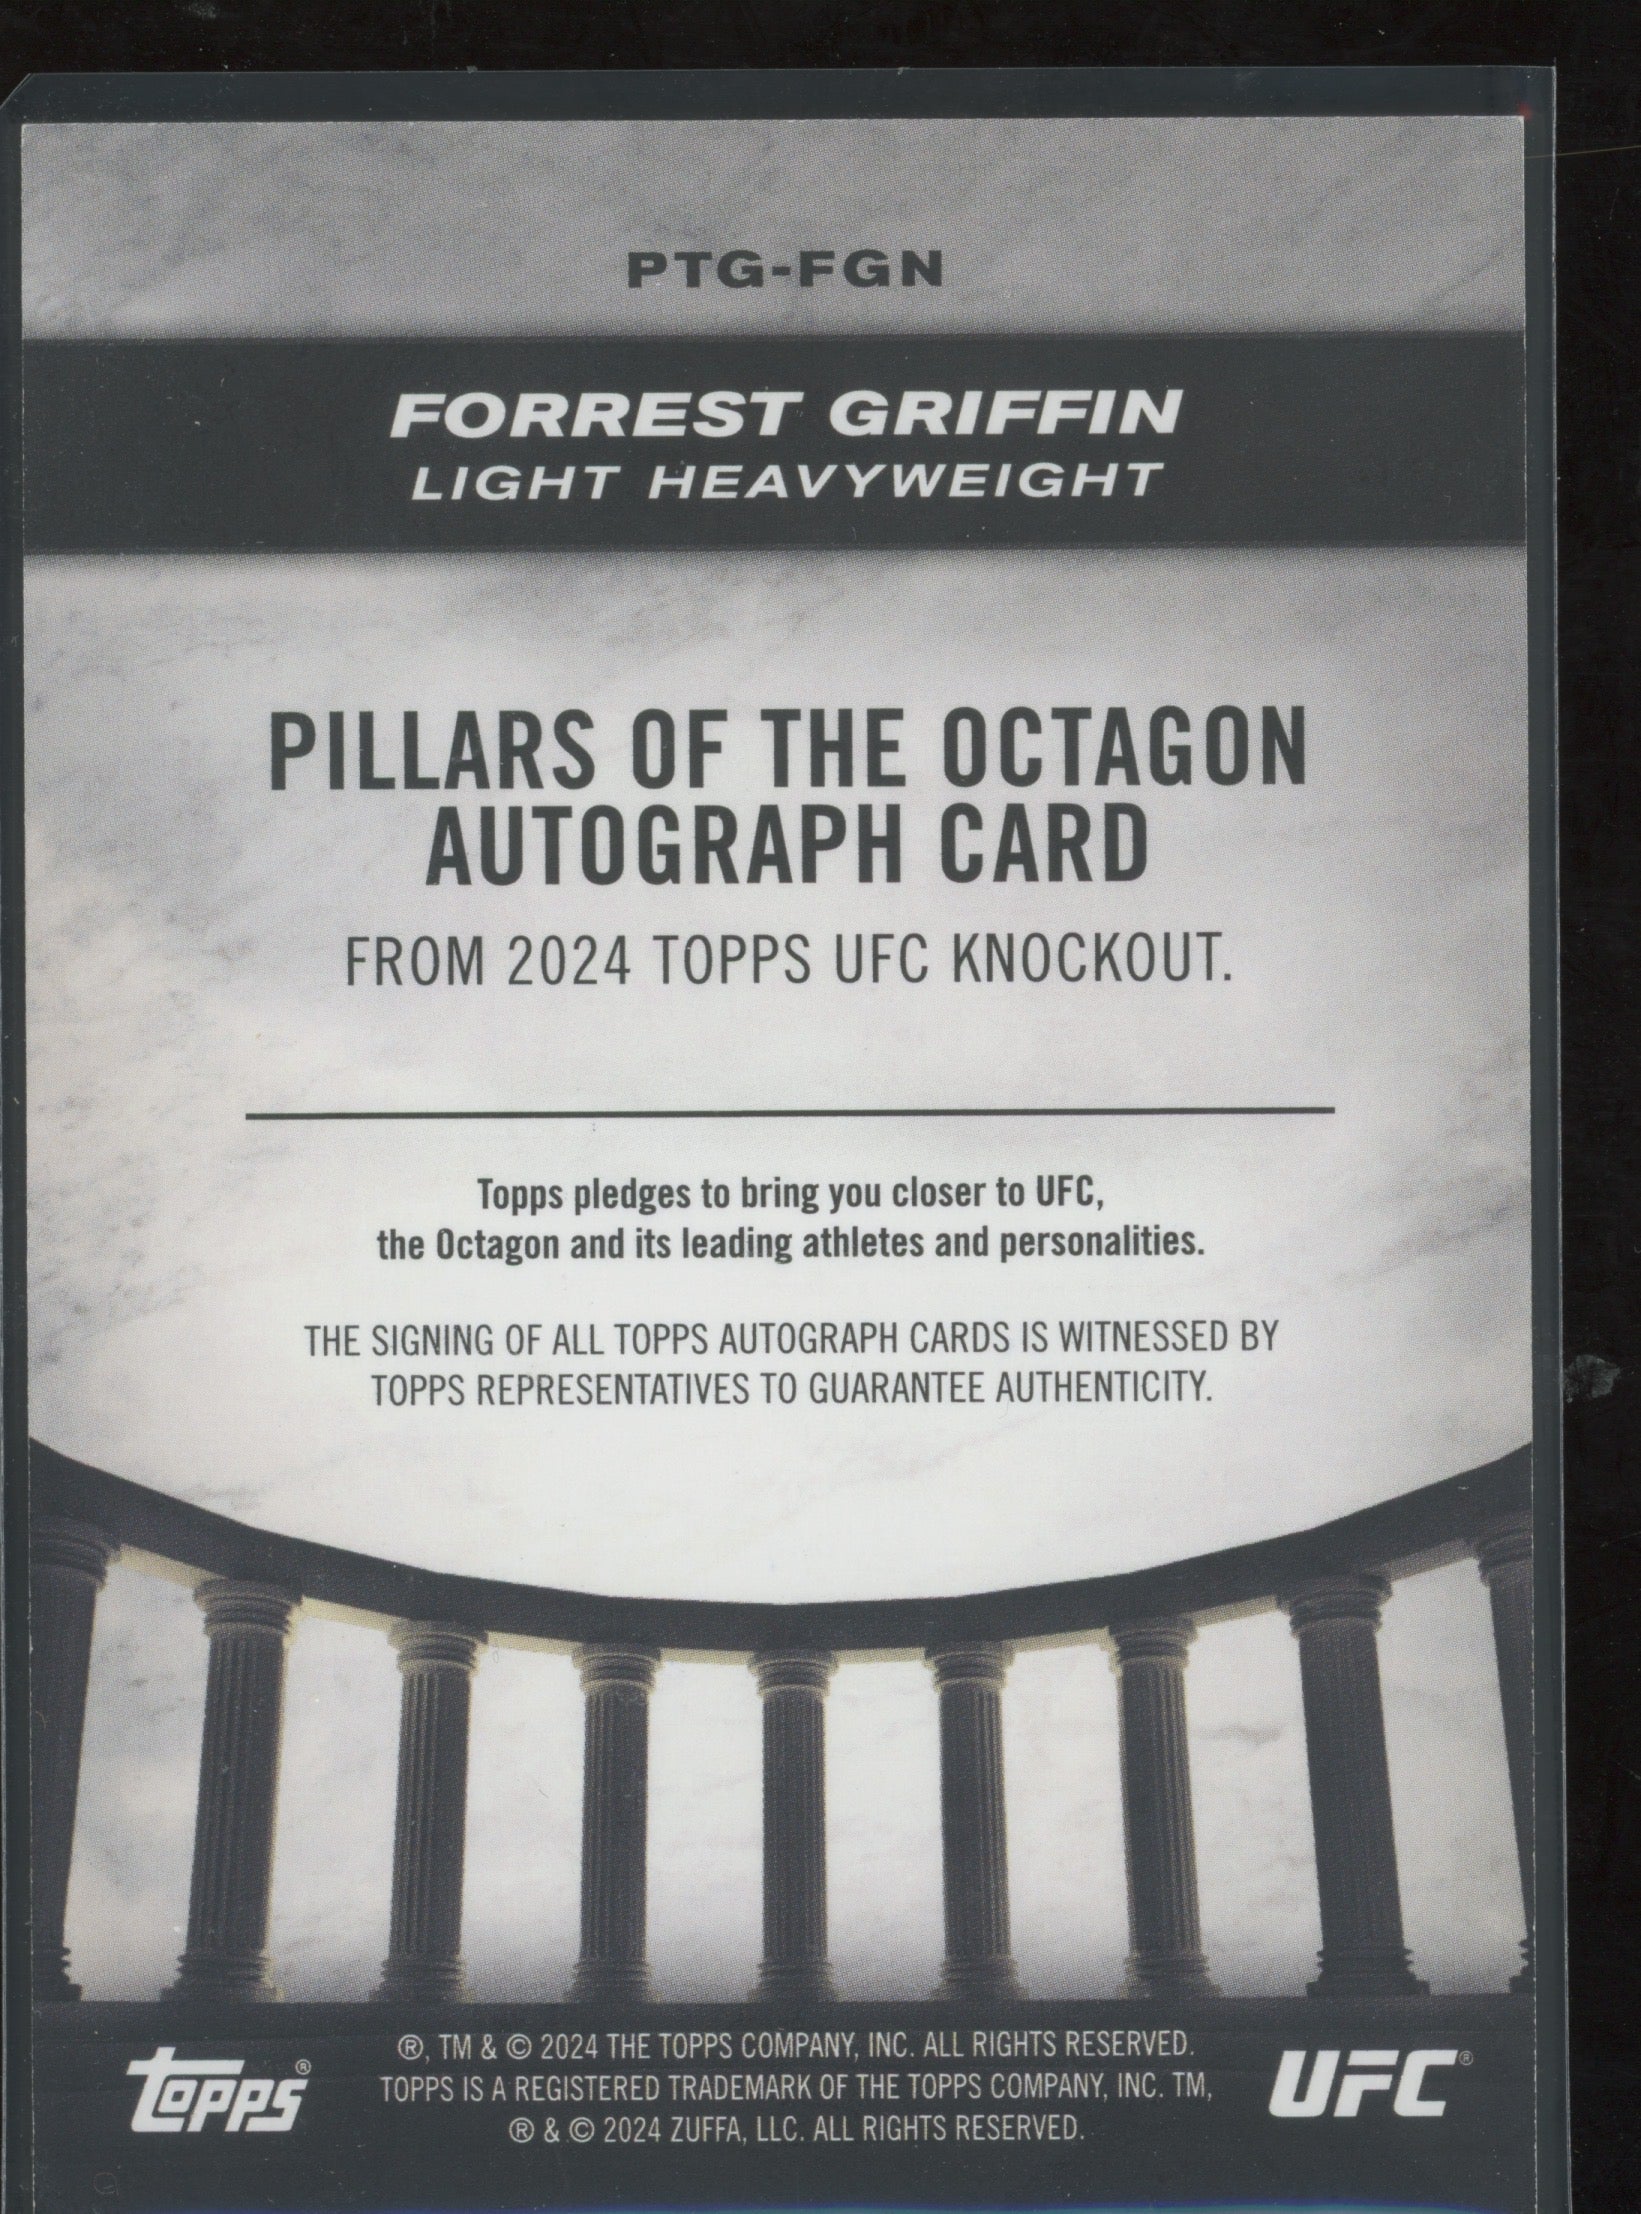 PTG-FGN
FORREST GRIFFIN
LIGHT HEAVYWEIGHT
PILLARS OF THE OCTAGON
AUTOGRAPH CARD
FROM 2024 TOPPS UFC KNOCKOUT.
Topps pledges to bring you closer to UFC,
the Octagon and its leading athletes and personalities.
THE SIGNING OF ALL TOPPS AUTOGRAPH CARDS IS WITNESSED BY
TOPPS REPRESENTATIVES TO GUARANTEE AUTHENTICITY.
®, TM & © 2024 THE TOPPS COMPANY, INC. ALL RIGHTS RESERVED.
TOPPS IS A REGISTERED TRADEMARK OF THE TOPPS COMPANY, INC. TM,
® & © 2024 ZUFFA, LLC. ALL RIGHTS RESERVED.
Topps®
UFC®